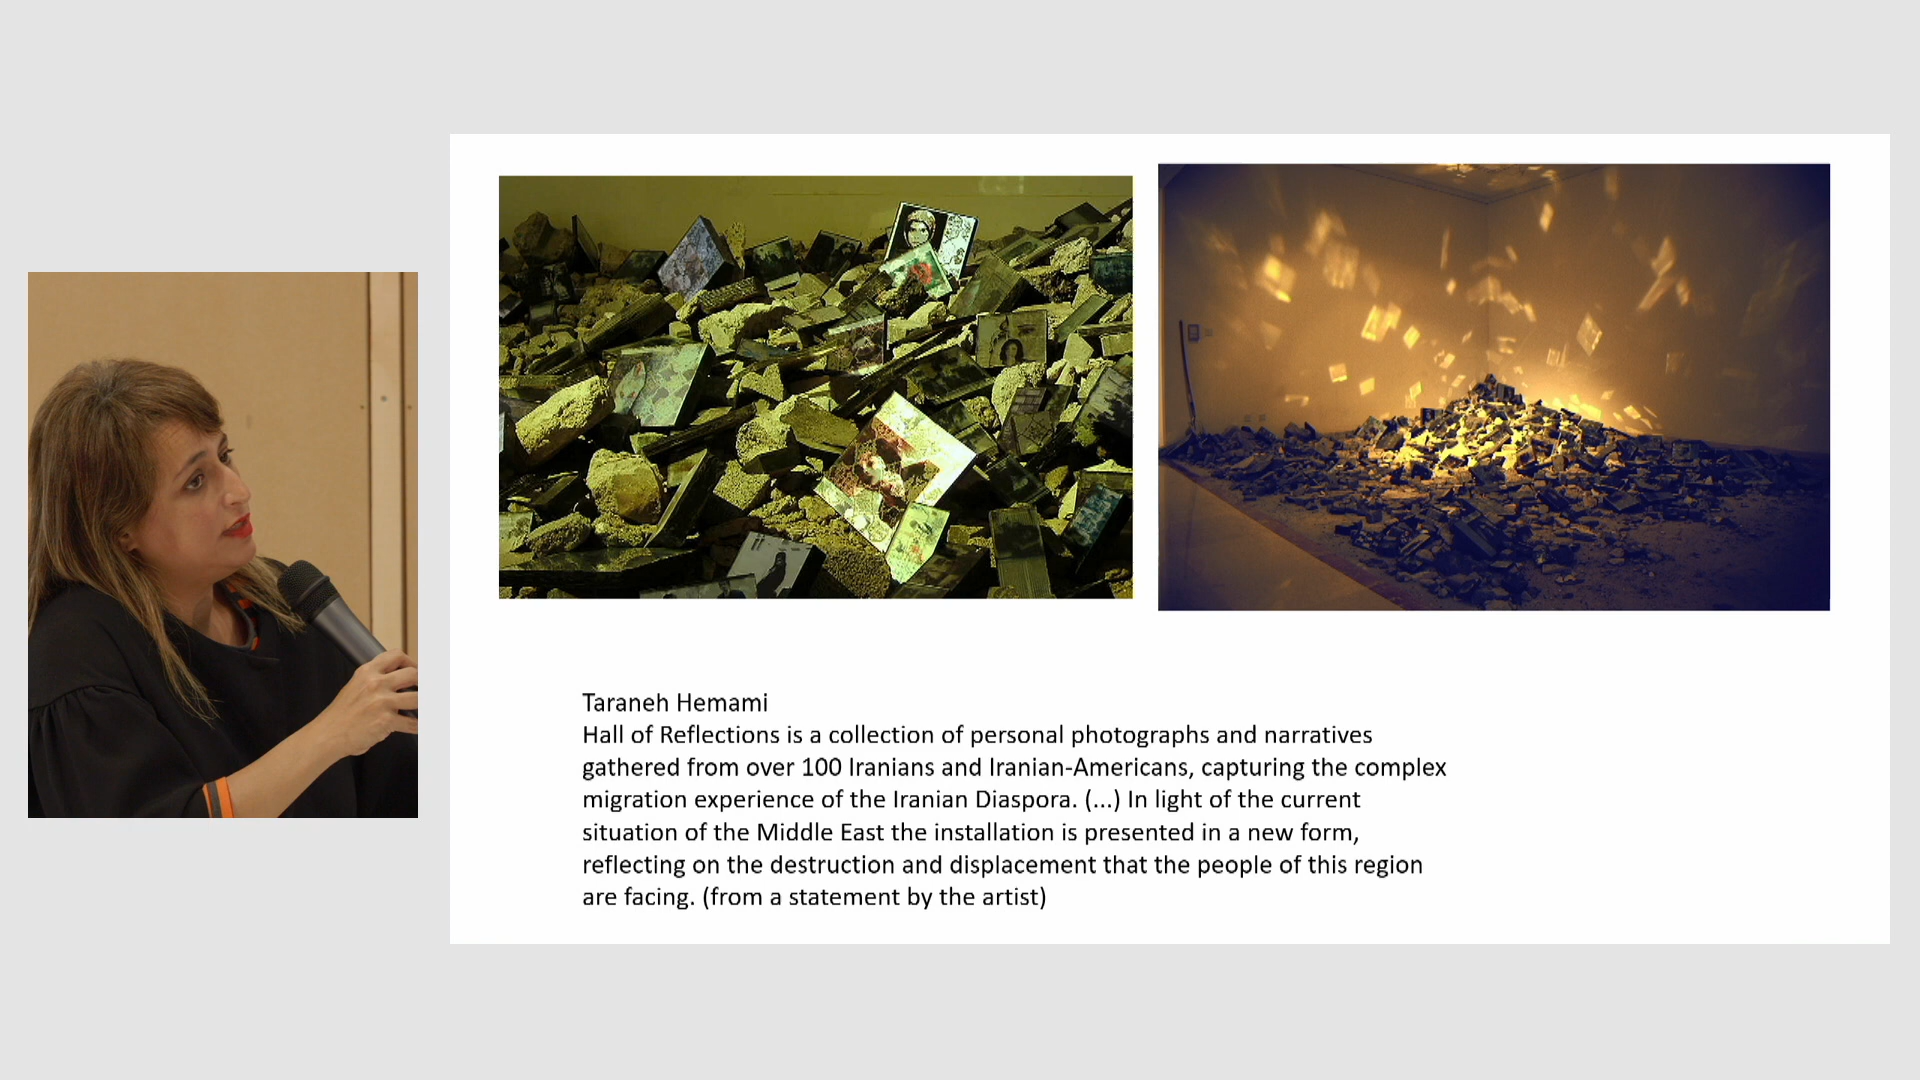 Taraneh Hemami
Hall of Reflections is a collection of personal photographs and narratives
gathered from over 100 Iranians and Iranian-Americans, capturing the complex
migration experience of the Iranian Diaspora. (...) In light of the current
situation of the Middle East the installation is presented in a new form,
reflecting on the destruction and displacement that the people of this region
are facing. (from a statement by the artist)